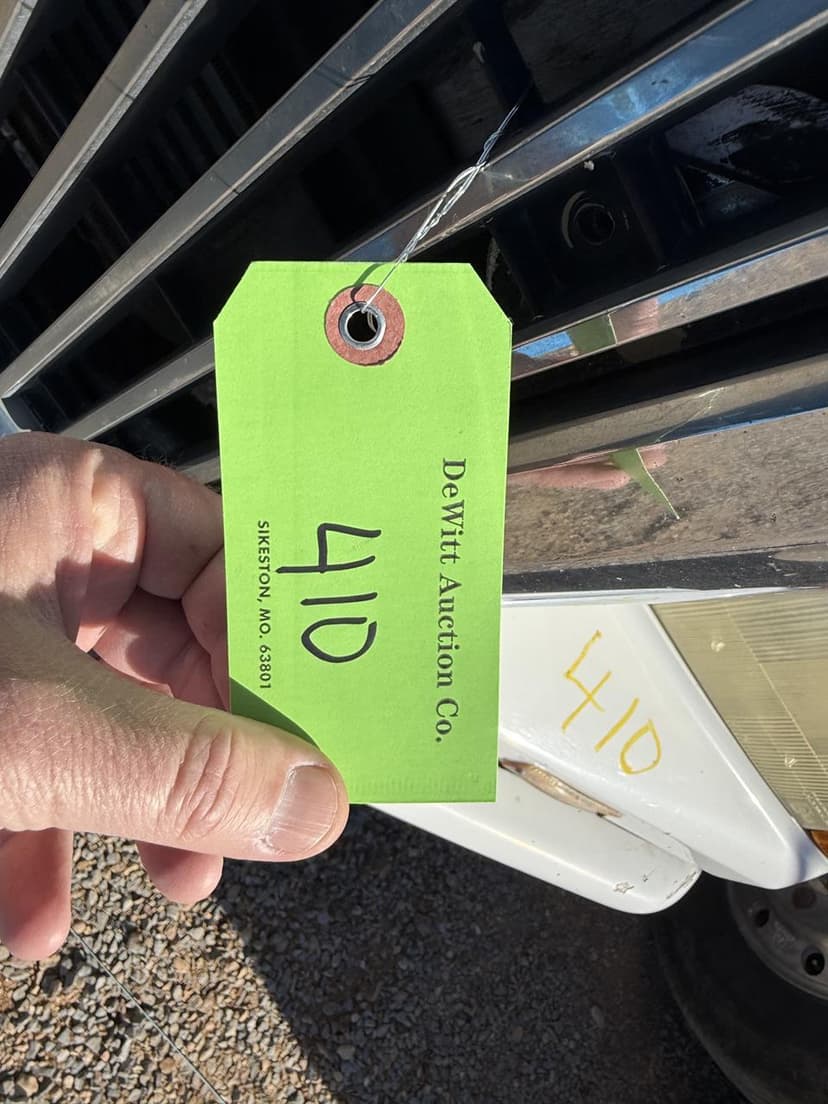 DeWitt Auction Co.
410
SIKESTON, MO. 63801
410